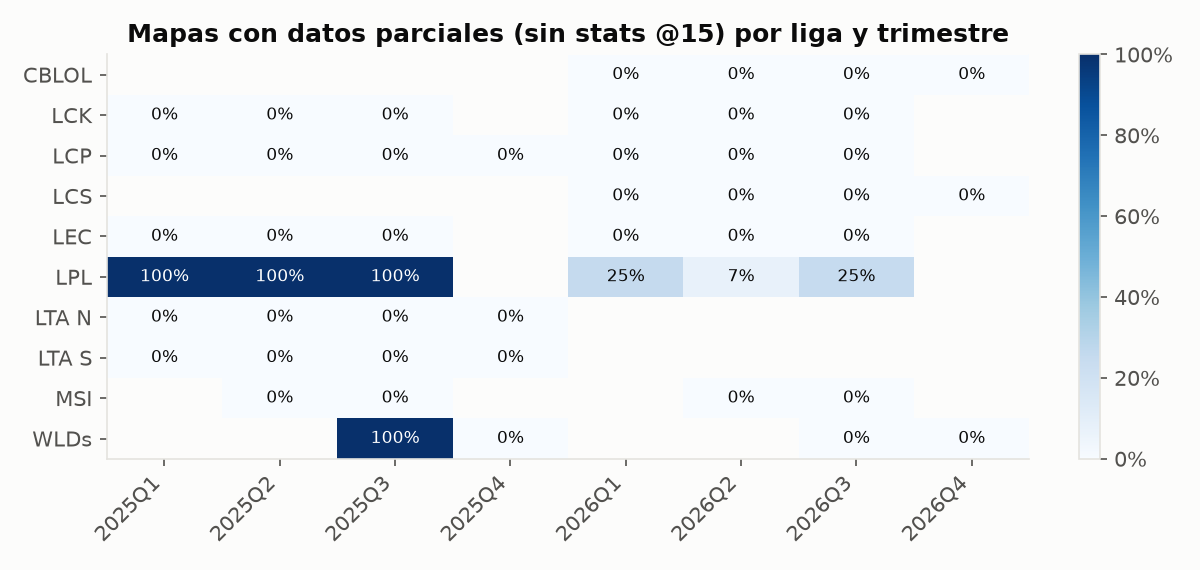 Mapas con datos parciales (sin stats @15) por liga y trimestre
CBLOL 0% 0% 0% 0%
LCK 0% 0% 0% 0% 0% 0%
LCP 0% 0% 0% 0% 0% 0% 0%
LCS 0% 0% 0% 0%
LEC 0% 0% 0% 0% 0% 0%
LPL 100% 100% 100% 25% 7% 25%
LTA N 0% 0% 0% 0%
LTA S 0% 0% 0% 0%
MSI 0% 0% 0% 0%
WLDs 100% 0% 0% 0%
2025Q1 2025Q2 2025Q3 2025Q4 2026Q1 2026Q2 2026Q3 2026Q4
100%
80%
60%
40%
20%
0%